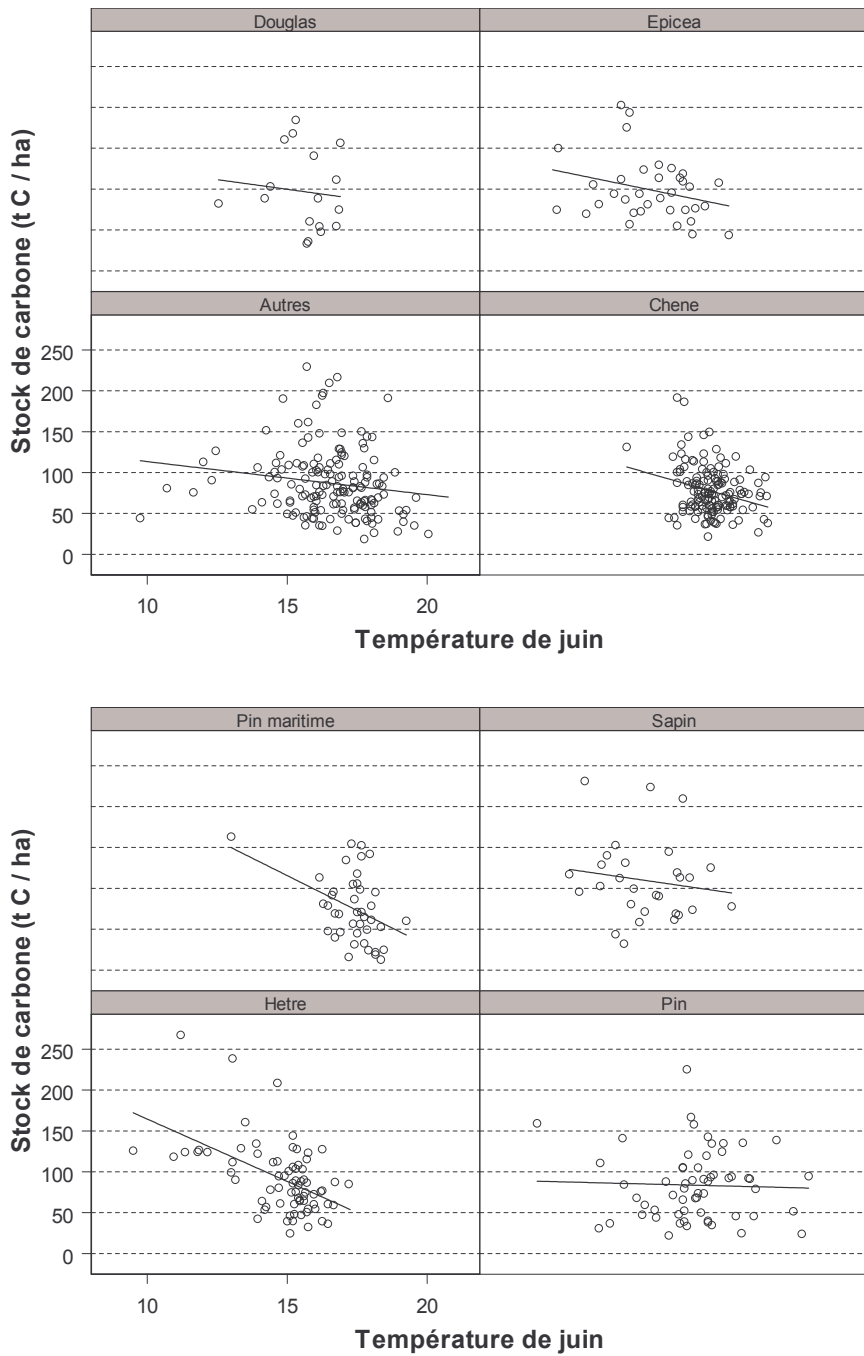 Douglas Epicea
Stock de carbone (t C / ha)
Autres Chene
250
200
150
100
50
0
10 15 20
Température de juin
Pin maritime Sapin
Stock de carbone (t C / ha)
Hetre Pin
250
200
150
100
50
0
10 15 20
Température de juin